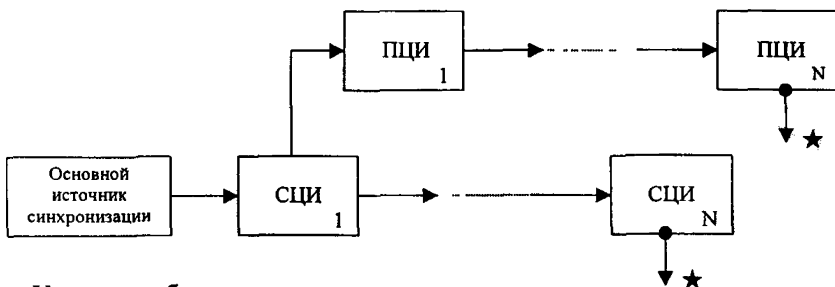 ПЦИ
1
ПЦИ
N
Основной
источник
синхронизации
СЦИ
1
СЦИ
N